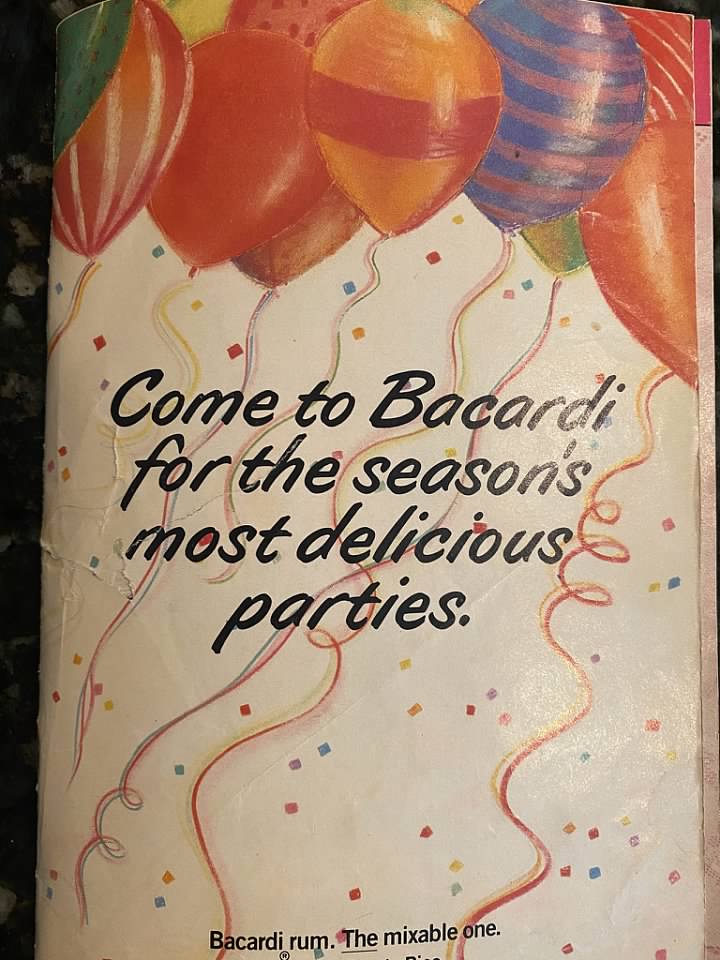 Come to Bacardi
for the season's
most delicious
parties.
Bacardi rum. The mixable one.
®